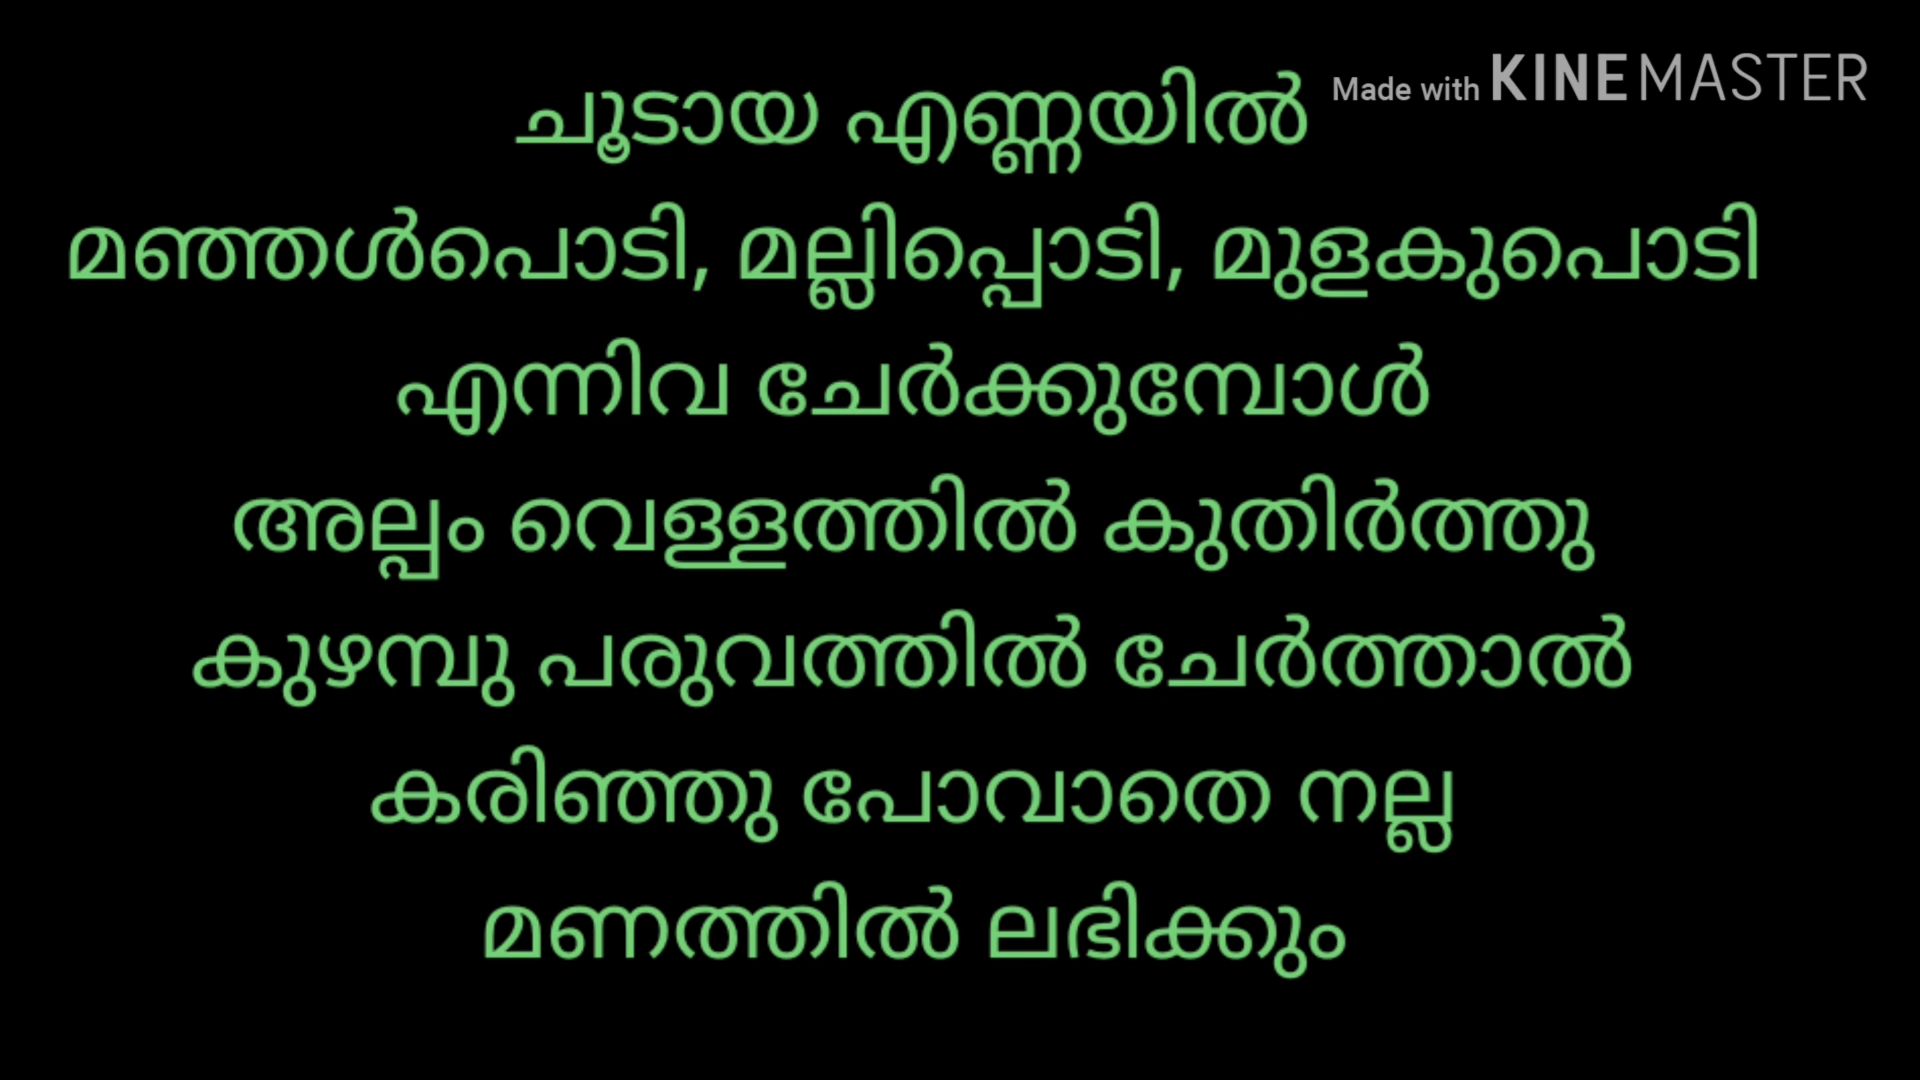 ചൂടായ എണ്ണയിൽ
Made with KINEMASTER
മഞ്ഞൾപൊടി, മല്ലിപ്പൊടി, മുളകുപൊടി
എന്നിവ ചേർക്കുമ്പോൾ
അല്പം വെള്ളത്തിൽ കുതിർത്തു
കുഴമ്പു പരുവത്തിൽ ചേർത്താൽ
കരിഞ്ഞു പോവാതെ നല്ല
മണത്തിൽ ലഭിക്കും